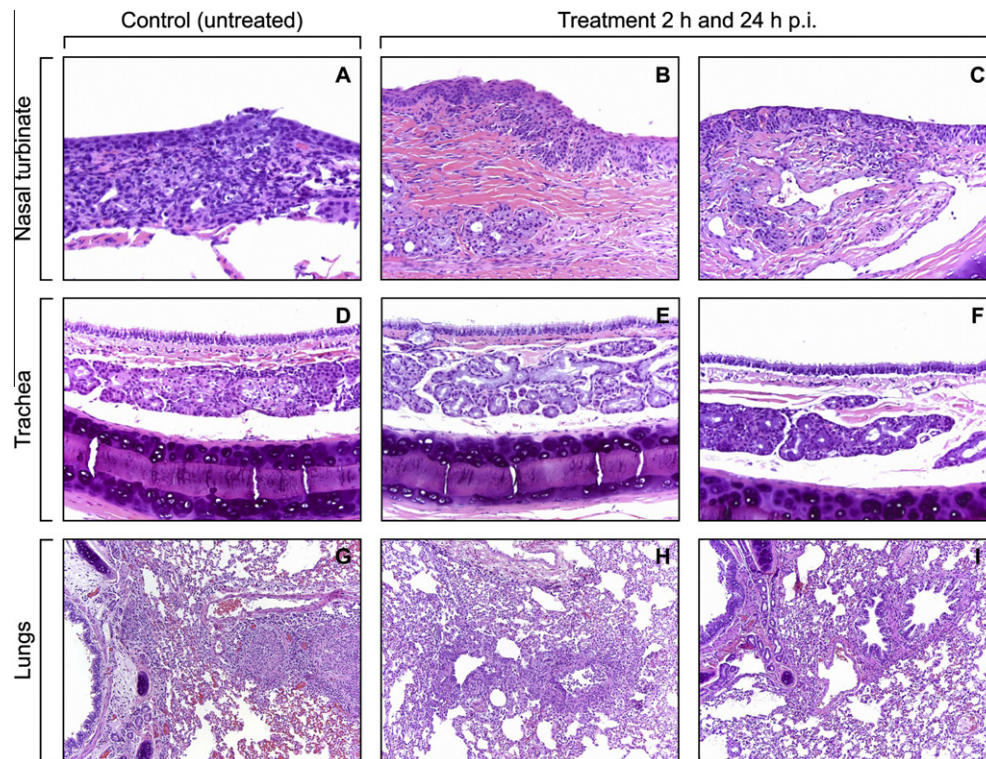 Control (untreated)
Treatment 2 h and 24 h p.i.
Nasal turbinate
A
B
C
Trachea
D
E
F
Lungs
G
H
I